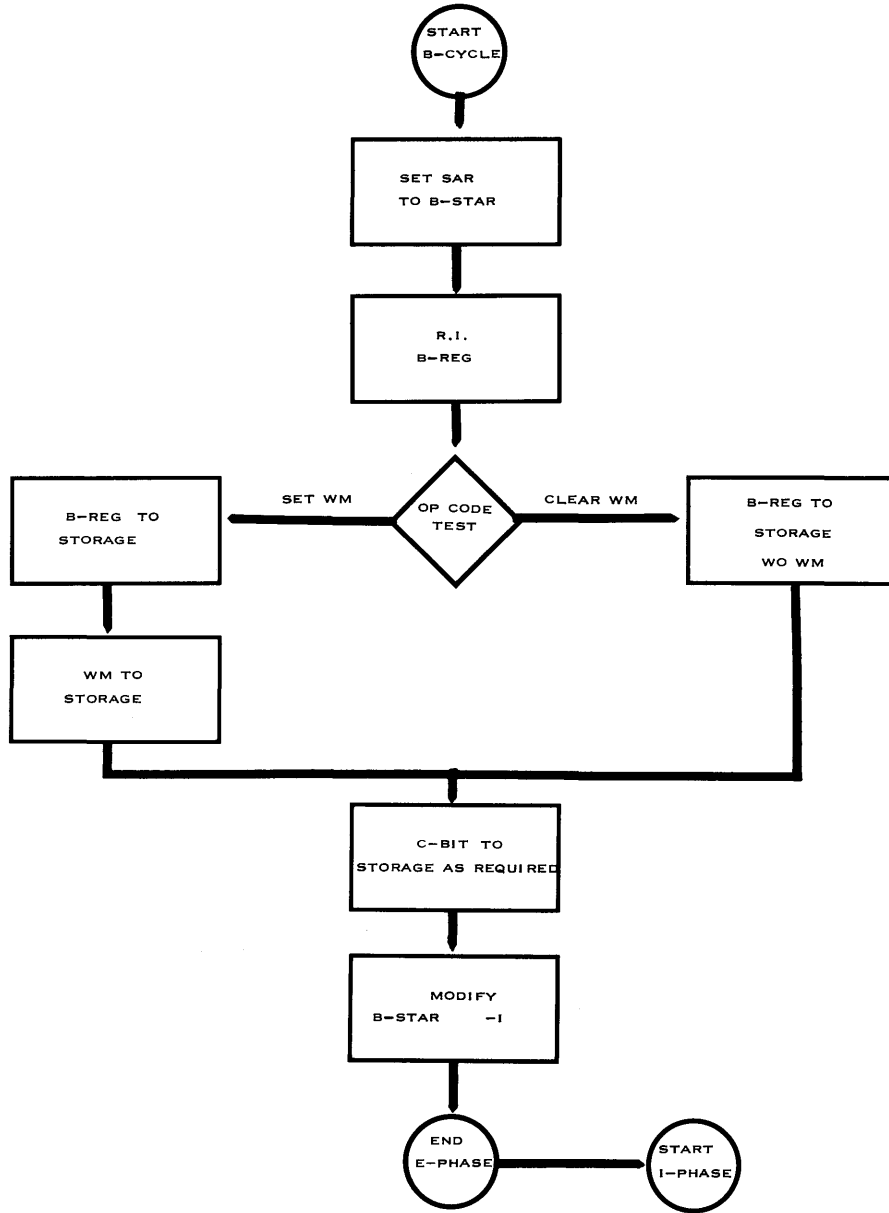 START
B-CYCLE
SET SAR
TO B-STAR
R.I.
B-REG
OP CODE
TEST
SET WM
CLEAR WM
B-REG TO
STORAGE
B-REG TO
STORAGE
WO WM
WM TO
STORAGE
C-BIT TO
STORAGE AS REQUIRED
MODIFY
B-STAR -I
END
E-PHASE
START
I-PHASE